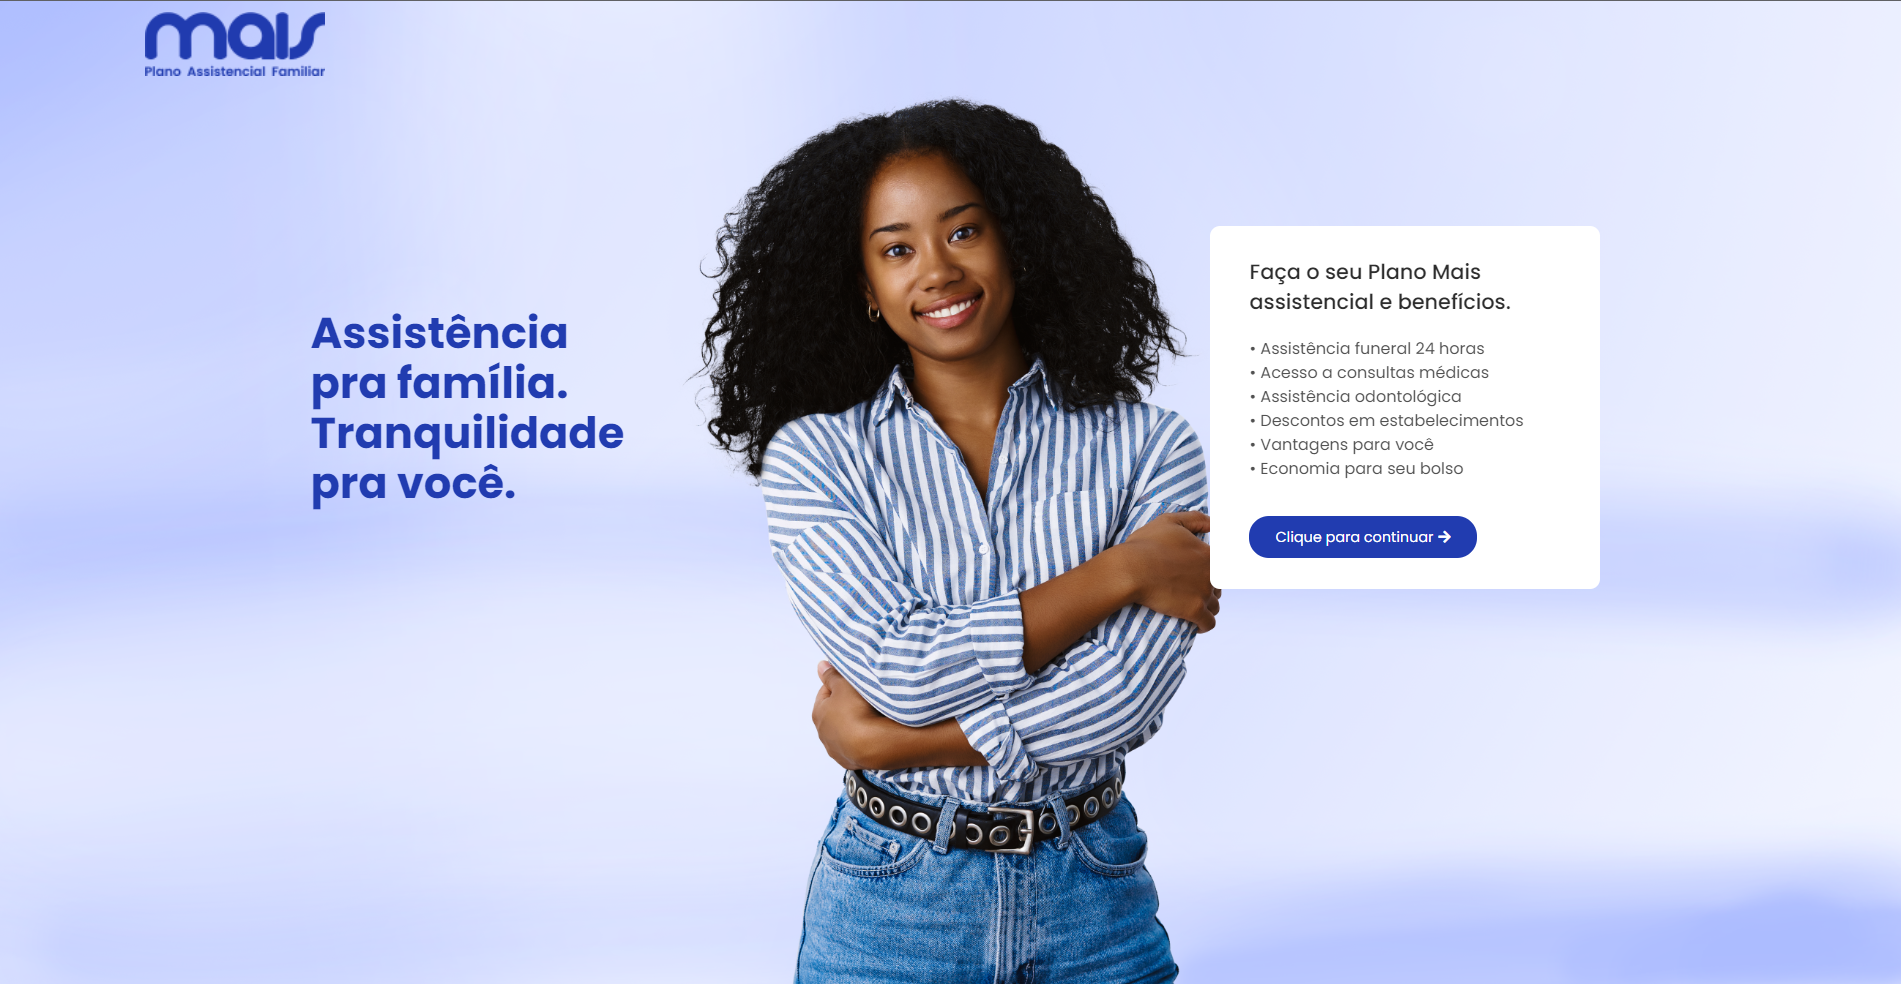 mais
Plano Assistencial Familiar
Assistência
pra família.
Tranquilidade
pra você.
Faça o seu Plano Mais
assistencial e benefícios.
• Assistência funeral 24 horas
• Acesso a consultas médicas
• Assistência odontológica
• Descontos em estabelecimentos
• Vantagens para você
• Economia para seu bolso
Clique para continuar →